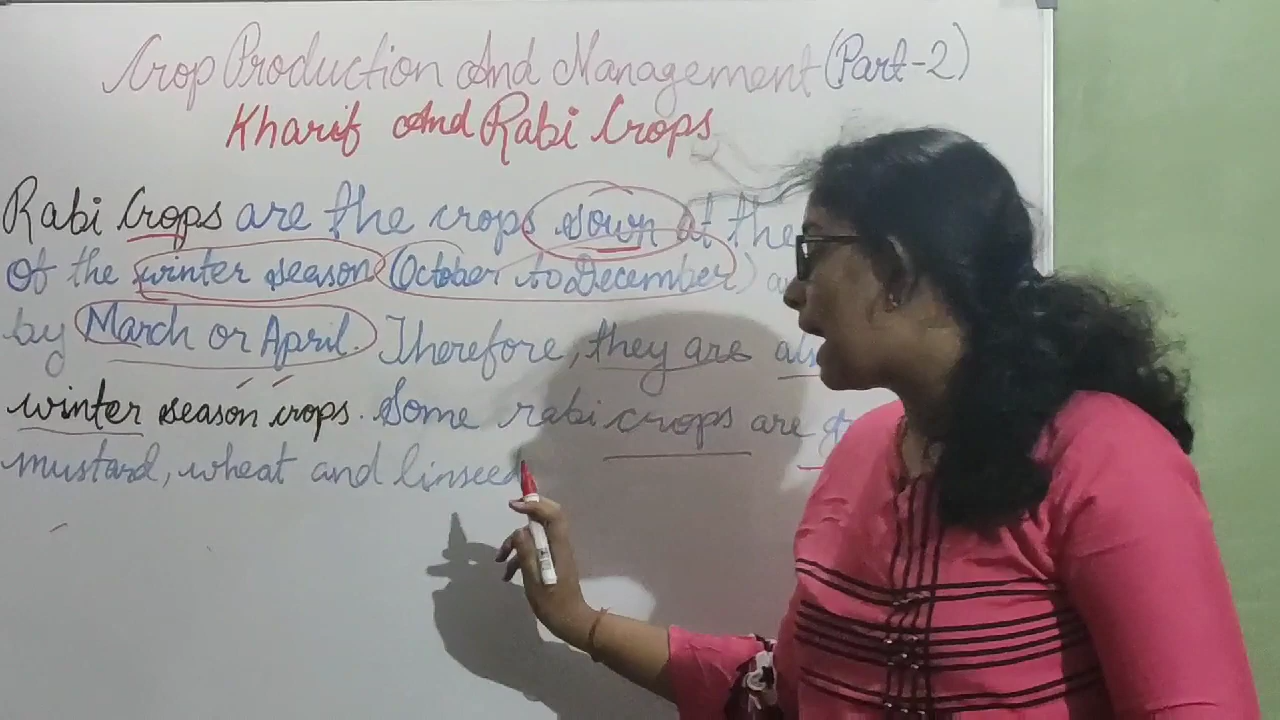 Crop Production And Management (Part-2)
Kharif And Rabi Crops
Rabi Crops are the crops sown at the
of the winter season (October to December)
by March or April. Therefore, they are
winter season crops. Some rabi crops are
mustard, wheat and linseed